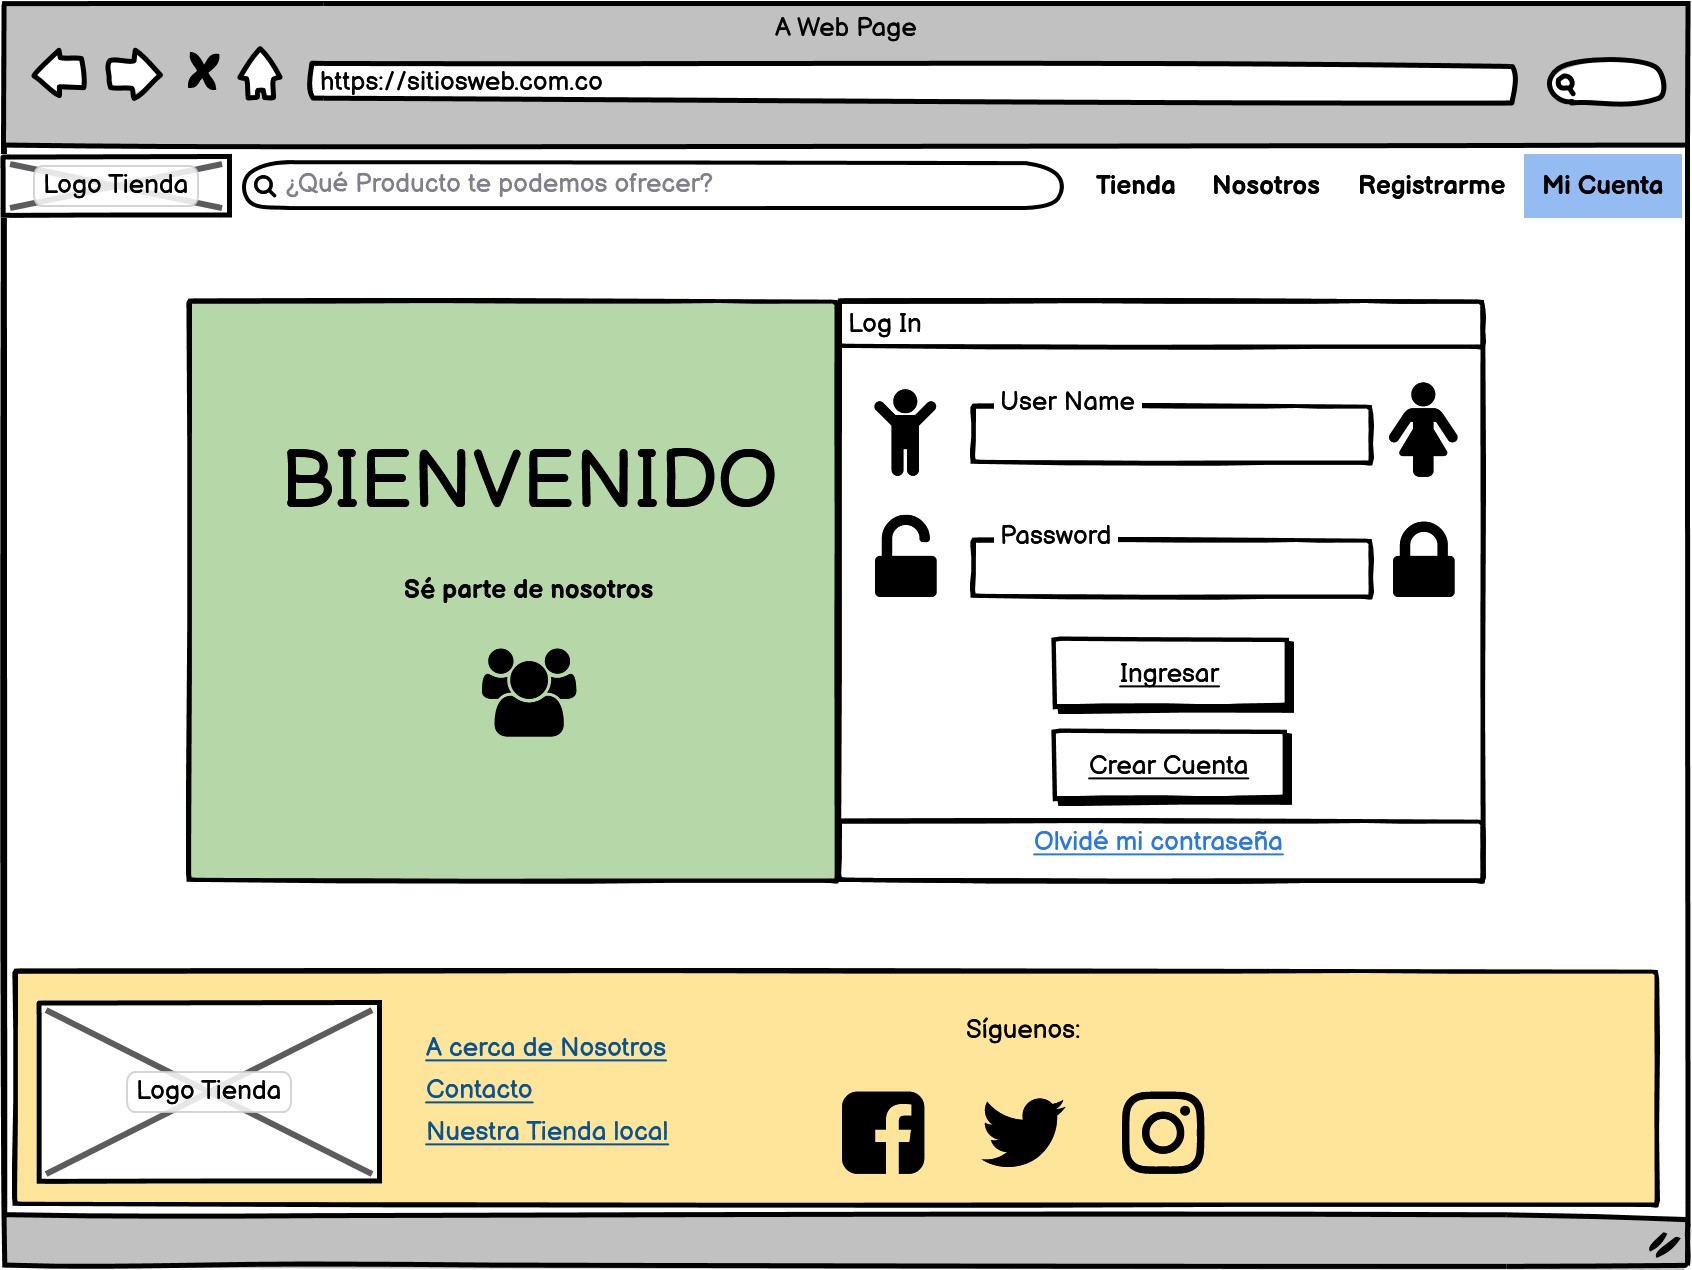 A Web Page
https://sitiosweb.com.co
Logo Tienda
¿Qué Producto te podemos ofrecer?
Tienda
Nosotros
Registrarme
Mi Cuenta
BIENVENIDO
Sé parte de nosotros
Log In
User Name
Password
Ingresar
Crear Cuenta
Olvidé mi contraseña
Logo Tienda
A cerca de Nosotros
Contacto
Nuestra Tienda local
Síguenos: